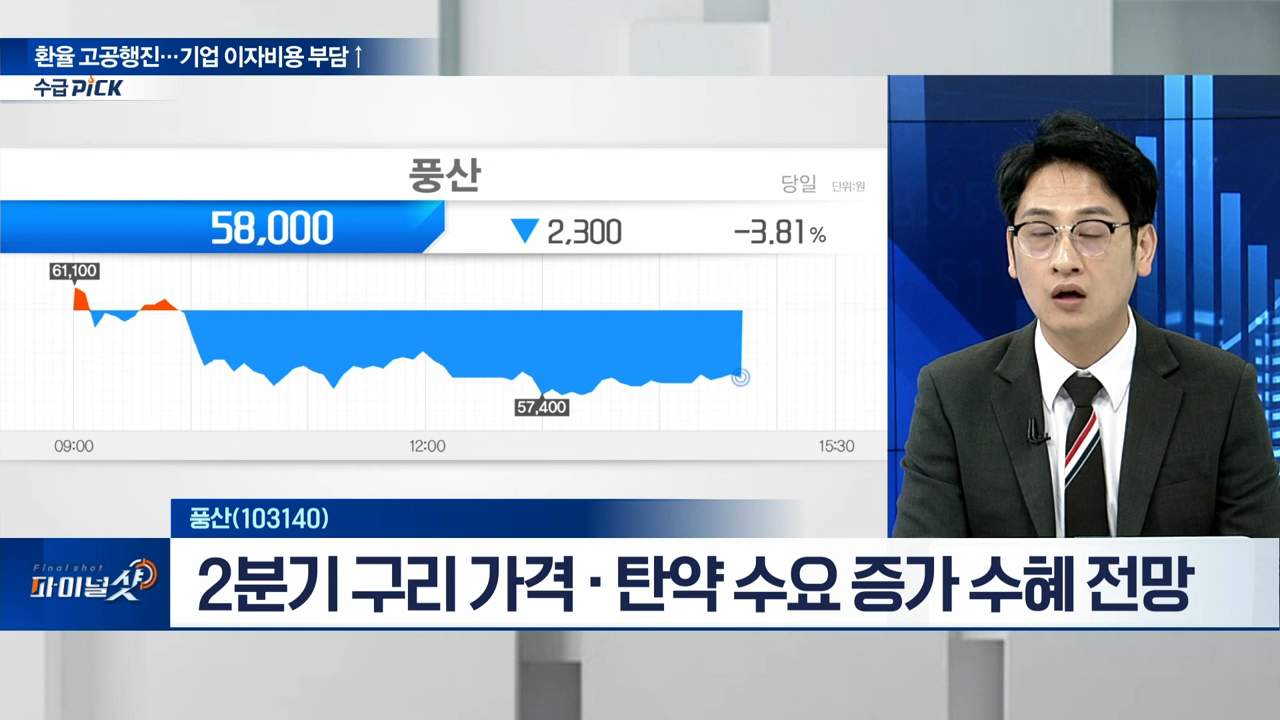 환율 고공행진…기업 이자비용 부담↑
수급 PiCK
풍산
당일 단위:원
58,000 ▼ 2,300 -3.81%
61,100
57,400
09:00 12:00 15:30
풍산(103140)
Final shot
파이널샷
2분기 구리 가격·탄약 수요 증가 수혜 전망